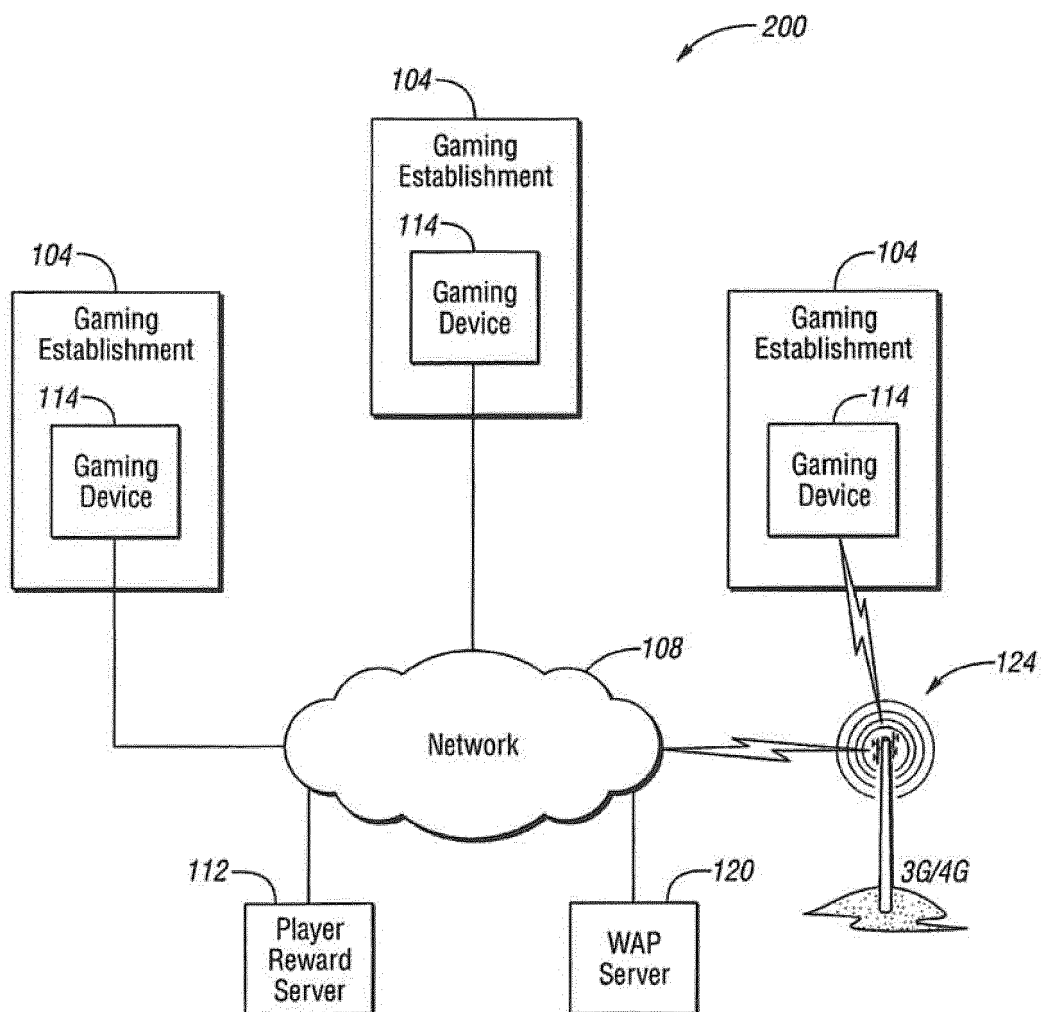 200
104
Gaming
Establishment
114
Gaming
Device
104
Gaming
Establishment
114
Gaming
Device
104
Gaming
Establishment
114
Gaming
Device
108
Network
124
3G/4G
112
Player
Reward
Server
120
WAP
Server